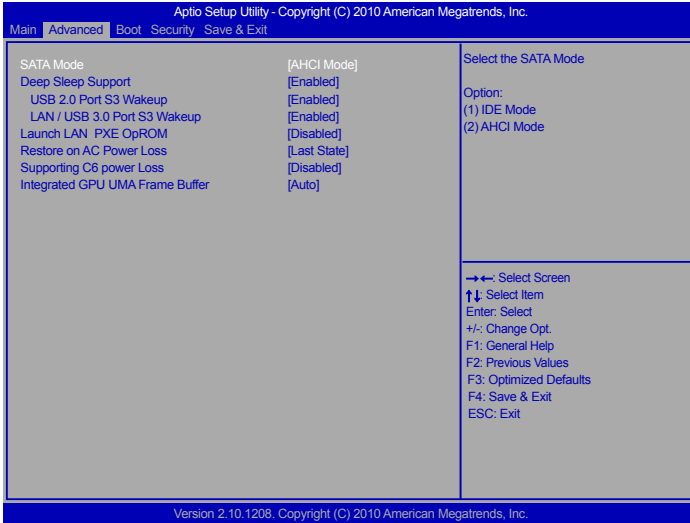 Aptio Setup Utility - Copyright (C) 2010 American Megatrends, Inc.
Main Advanced Boot Security Save & Exit
SATA Mode [AHCI Mode]
Deep Sleep Support [Enabled]
USB 2.0 Port S3 Wakeup [Enabled]
LAN / USB 3.0 Port S3 Wakeup [Enabled]
Launch LAN PXE OpROM [Disabled]
Restore on AC Power Loss [Last State]
Supporting C6 power Loss [Disabled]
Integrated GPU UMA Frame Buffer [Auto]
Select the SATA Mode
Option:
(1) IDE Mode
(2) AHCI Mode
→←: Select Screen
↑↓: Select Item
Enter: Select
+/-: Change Opt.
F1: General Help
F2: Previous Values
F3: Optimized Defaults
F4: Save & Exit
ESC: Exit
Version 2.10.1208. Copyright (C) 2010 American Megatrends, Inc.